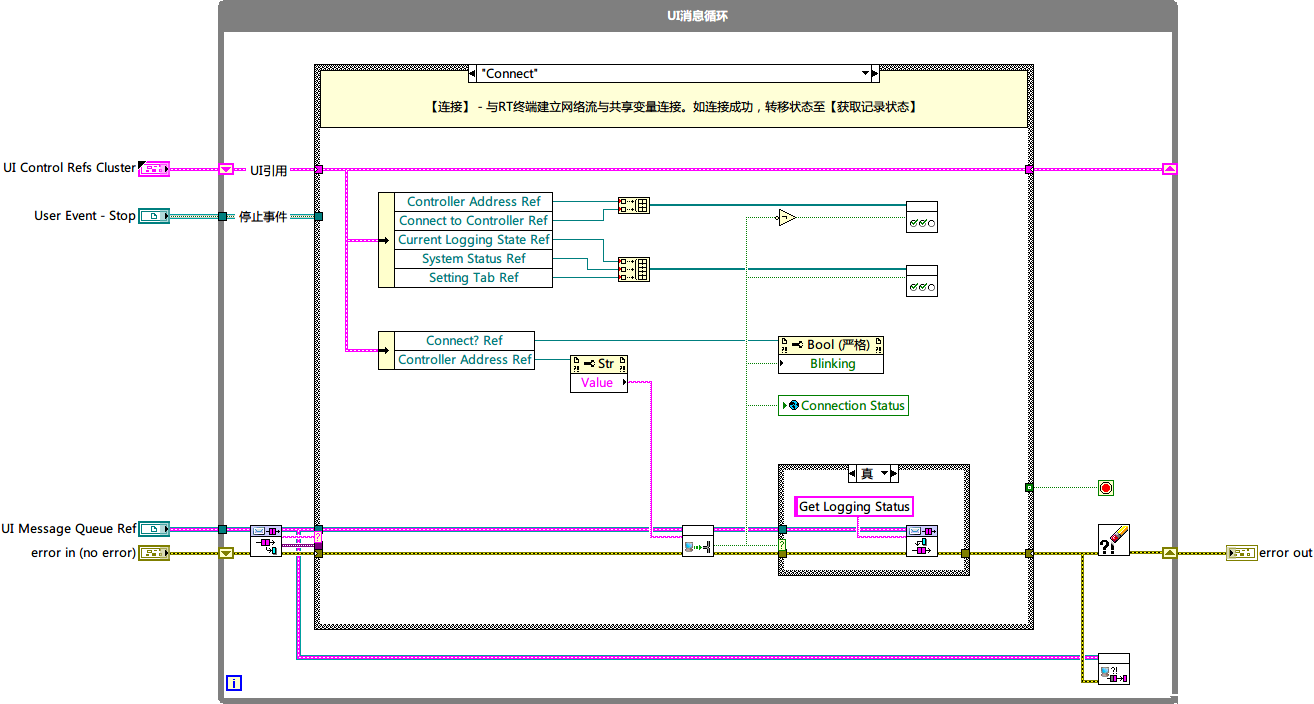 UI消息循环
"Connect"
【连接】 - 与RT终端建立网络流与共享变量连接。如连接成功，转移状态至【获取记录状态】
UI Control Refs Cluster
UI引用
User Event - Stop
停止事件
Controller Address Ref
Connect to Controller Ref
Current Logging State Ref
System Status Ref
Setting Tab Ref
Connect? Ref
Controller Address Ref
Str
Value
Bool (严格)
Blinking
Connection Status
真
Get Logging Status
UI Message Queue Ref
error in (no error)
error out
i